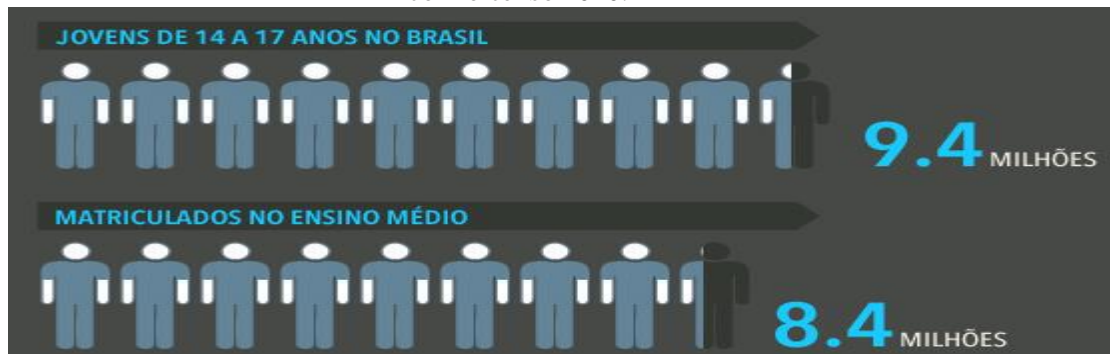 JOVENS DE 14 A 17 ANOS NO BRASIL
9.4 MILHÕES
MATRICULADOS NO ENSINO MÉDIO
8.4 MILHÕES